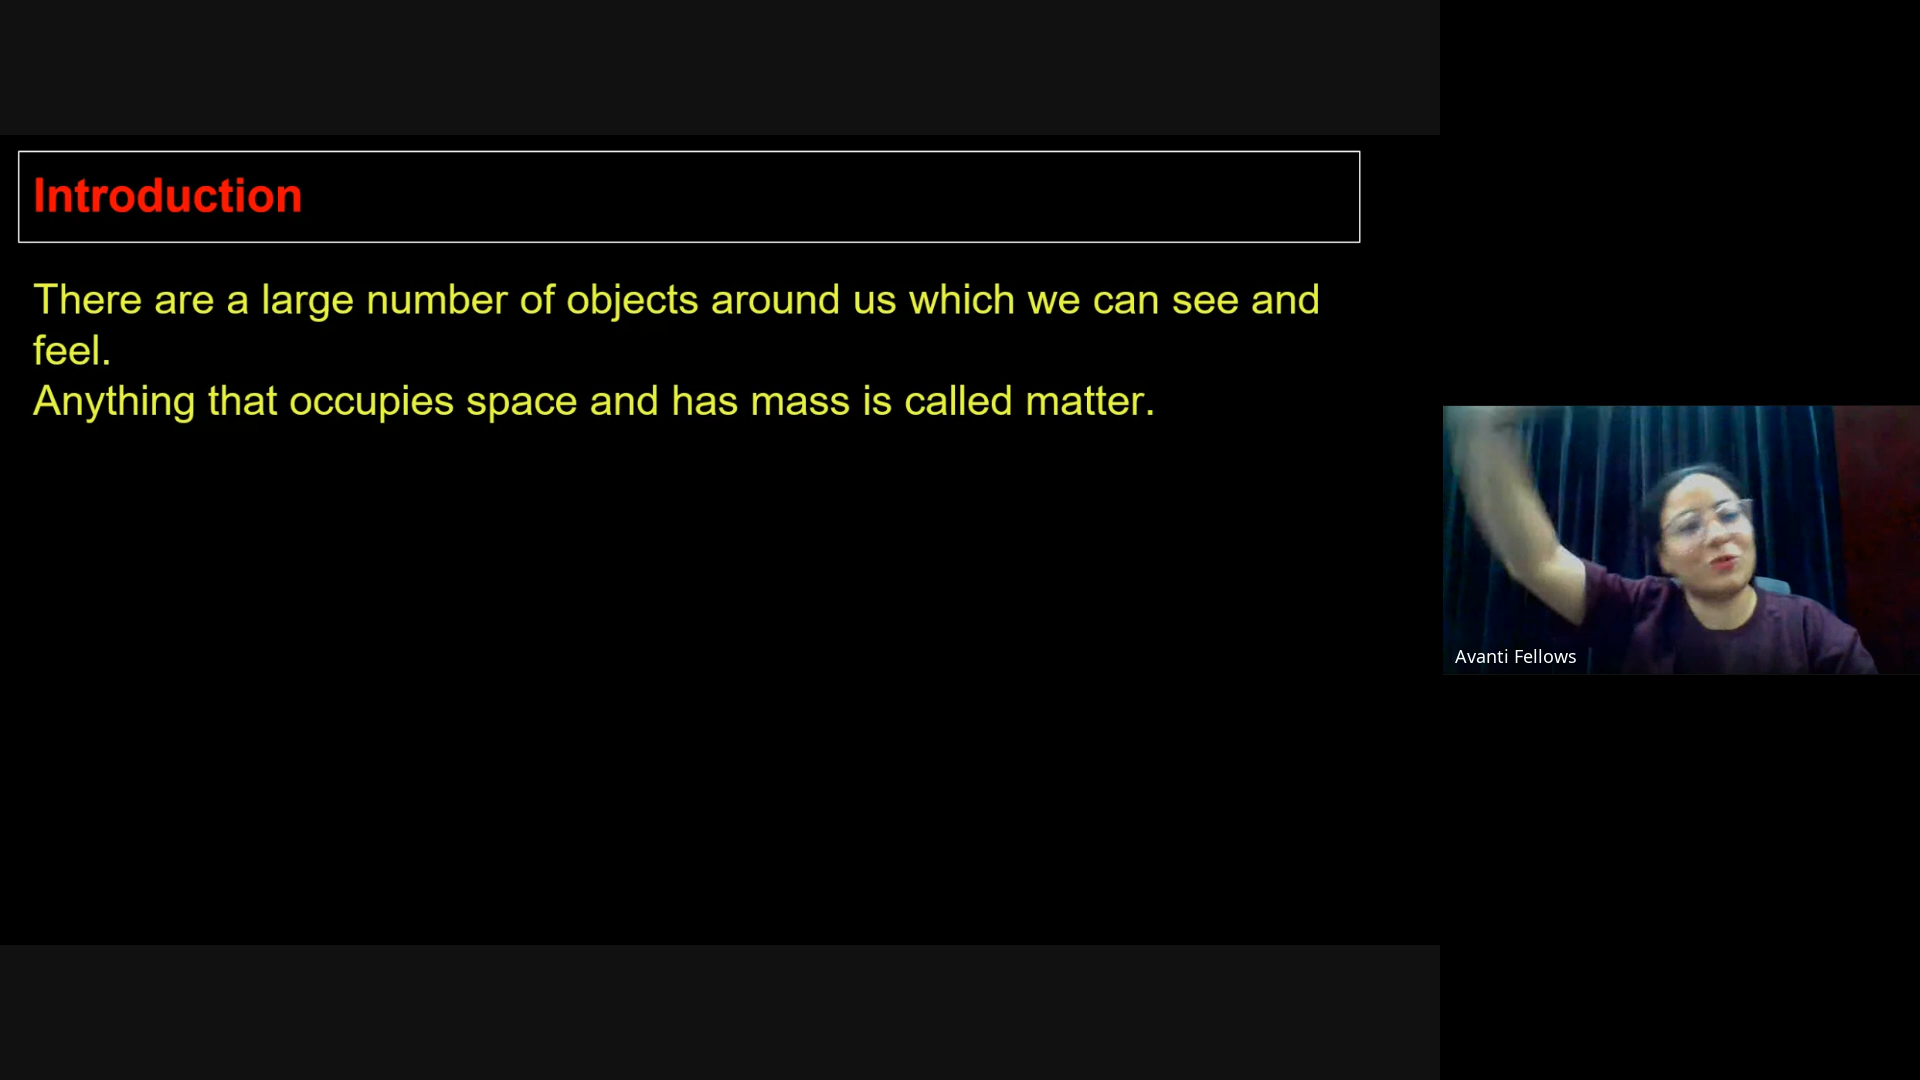 Introduction
There are a large number of objects around us which we can see and
feel.
Anything that occupies space and has mass is called matter.
Avanti Fellows